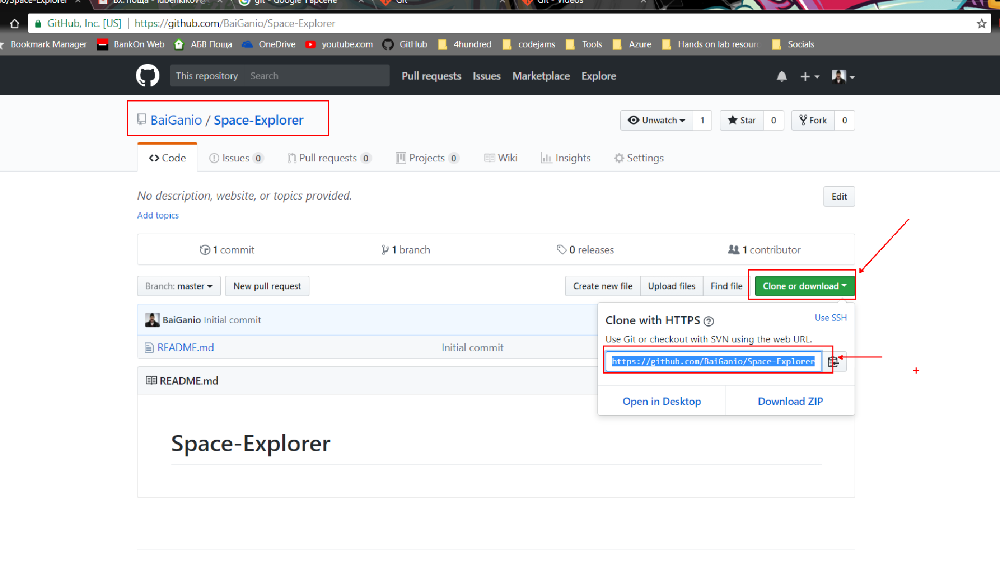 git - Google Търсене
Git
Git - Videos
GitHub, Inc. [US] | https://github.com/BaiGanio/Space-Explorer
Bookmark Manager BankOn Web АБВ Поща OneDrive youtube.com GitHub 4hundred codejams Tools Azure Hands on lab resourc Socials
This repository Search Pull requests Issues Marketplace Explore
BaiGanio / Space-Explorer
Unwatch 1 Star 0 Fork 0
Code Issues 0 Pull requests 0 Projects 0 Wiki Insights Settings
No description, website, or topics provided.
Edit
Add topics
1 commit 1 branch 0 releases 1 contributor
Branch: master New pull request Create new file Upload files Find file Clone or download
BaiGanio Initial commit
README.md Initial commit
Clone with HTTPS Use SSH
Use Git or checkout with SVN using the web URL.
https://github.com/BaiGanio/Space-Explorer
Open in Desktop Download ZIP
README.md
Space-Explorer